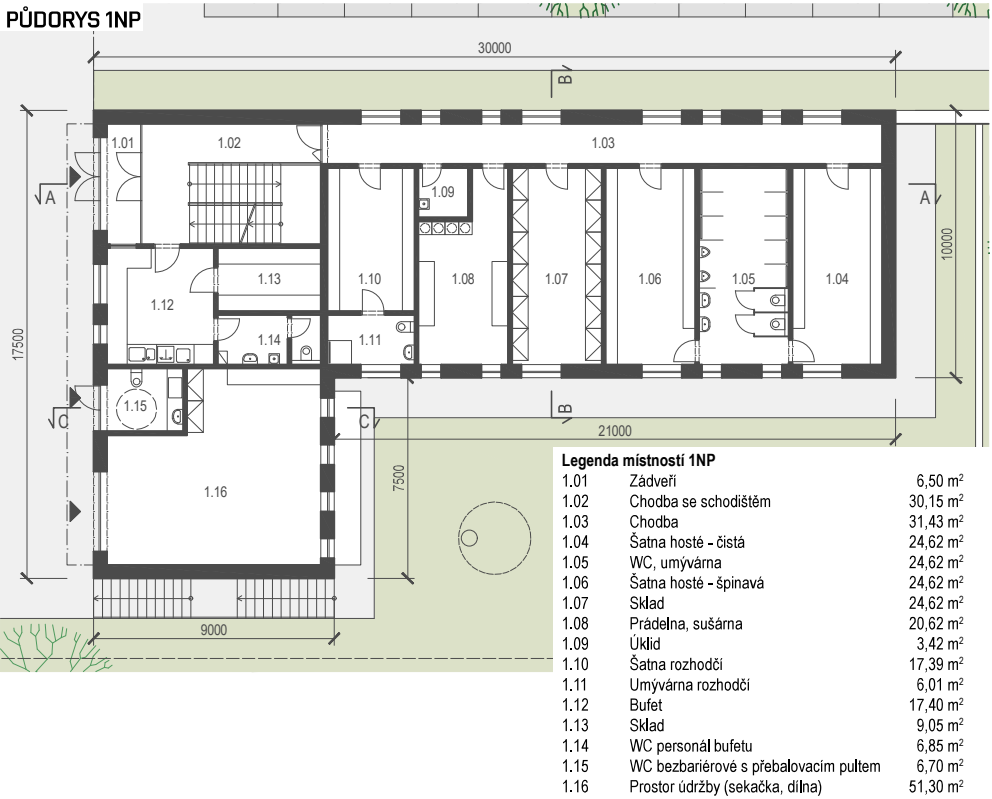 PŮDORYS 1NP
30000
B
1.01
1.02
1.03
A
A
1.09
10000
1.10
1.08
1.07
1.06
1.05
1.04
1.13
1.12
1.14
1.11
17500
1.15
C
C
B
21000
7500
1.16
9000
Legenda místností 1NP
1.01 Zádveří 6,50 m²
1.02 Chodba se schodištěm 30,15 m²
1.03 Chodba 31,43 m²
1.04 Šatna hosté - čistá 24,62 m²
1.05 WC, umývárna 24,62 m²
1.06 Šatna hosté - špinavá 24,62 m²
1.07 Sklad 24,62 m²
1.08 Prádelna, sušárna 20,62 m²
1.09 Úklid 3,42 m²
1.10 Šatna rozhodčí 17,39 m²
1.11 Umývárna rozhodčí 6,01 m²
1.12 Bufet 17,40 m²
1.13 Sklad 9,05 m²
1.14 WC personál bufetu 6,85 m²
1.15 WC bezbariérové s přebalovacím pultem 6,70 m²
1.16 Prostor údržby (sekačka, dílna) 51,30 m²